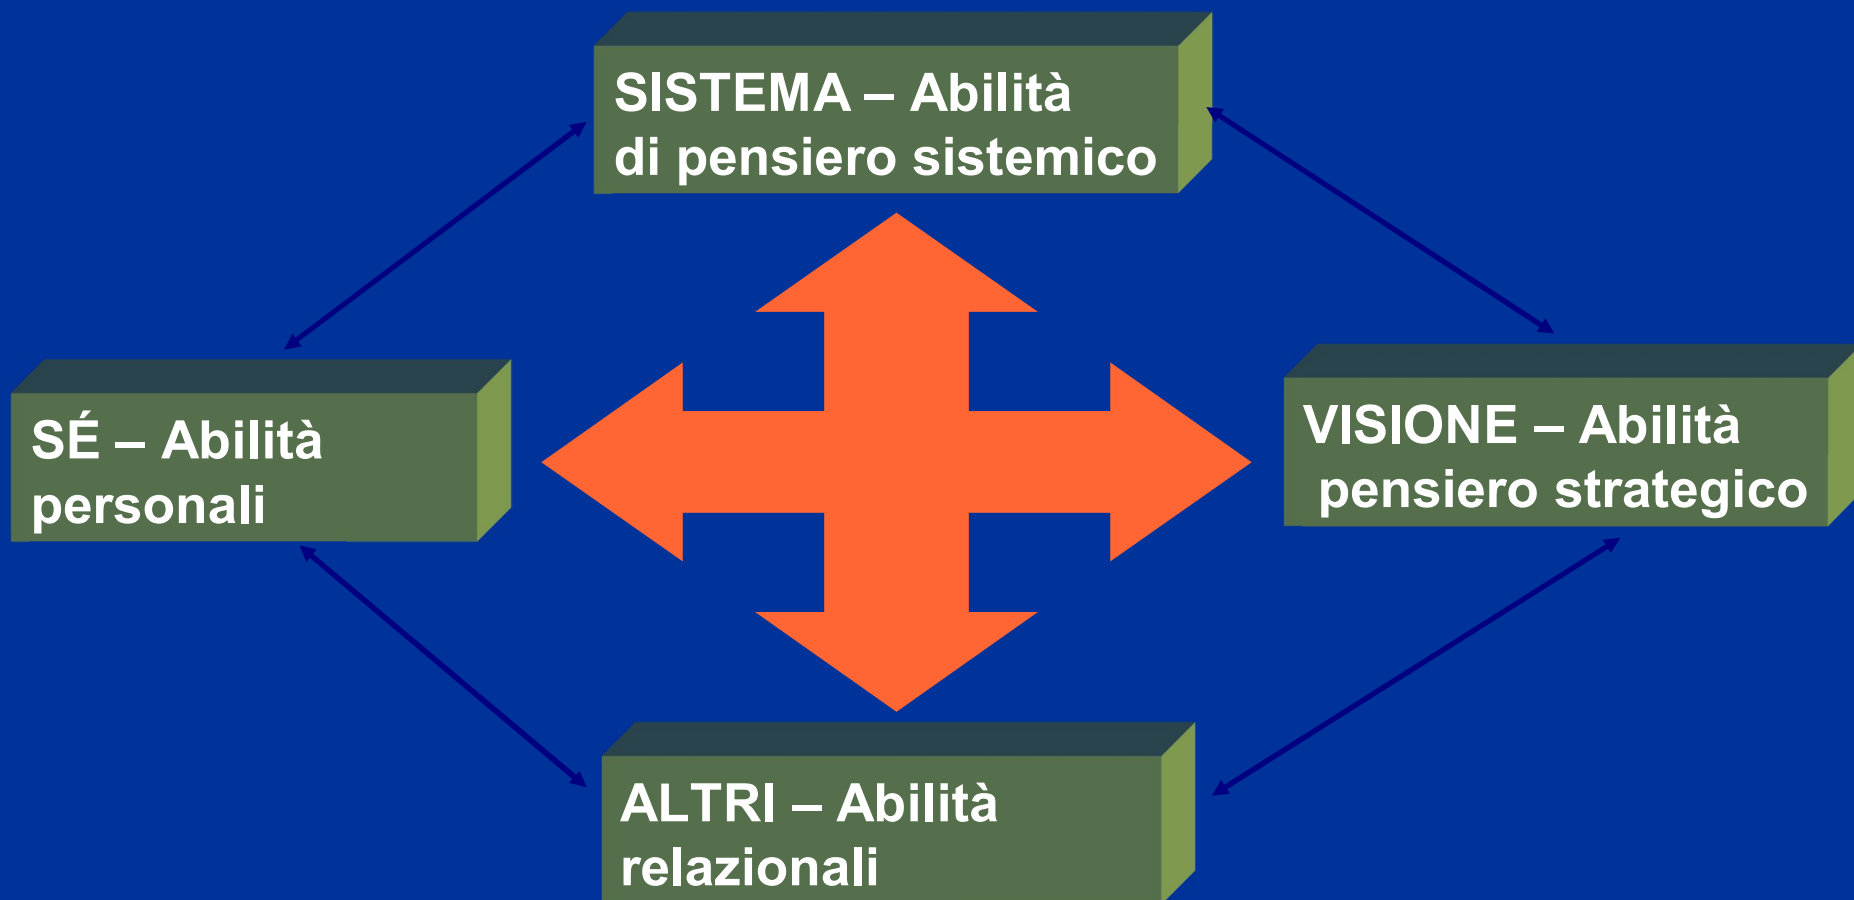 SISTEMA – Abilità
di pensiero sistemico
SÉ – Abilità
personali
VISIONE – Abilità
pensiero strategico
ALTRI – Abilità
relazionali